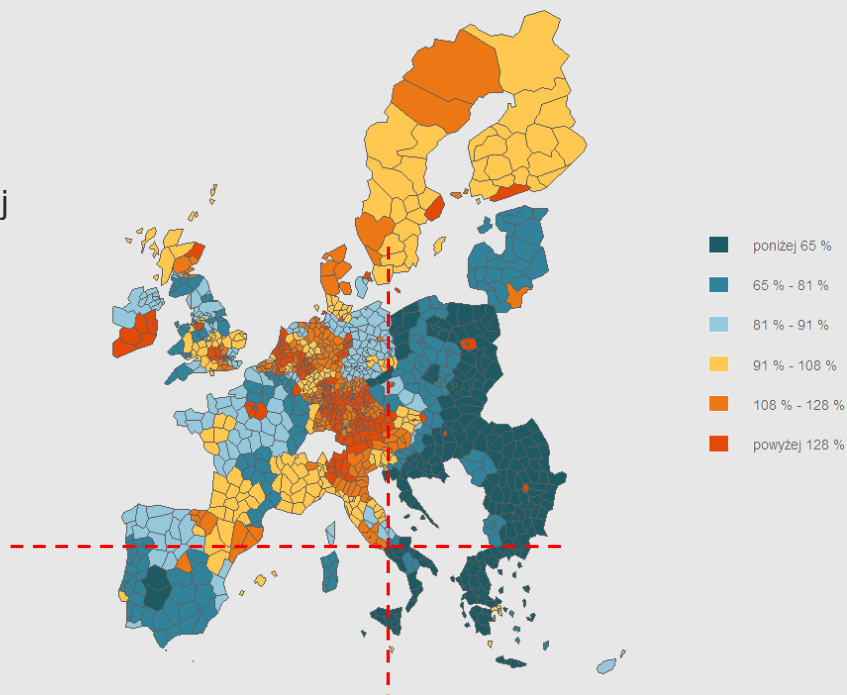 j
poniżej 65 %
65 % - 81 %
81 % - 91 %
91 % - 108 %
108 % - 128 %
powyżej 128 %